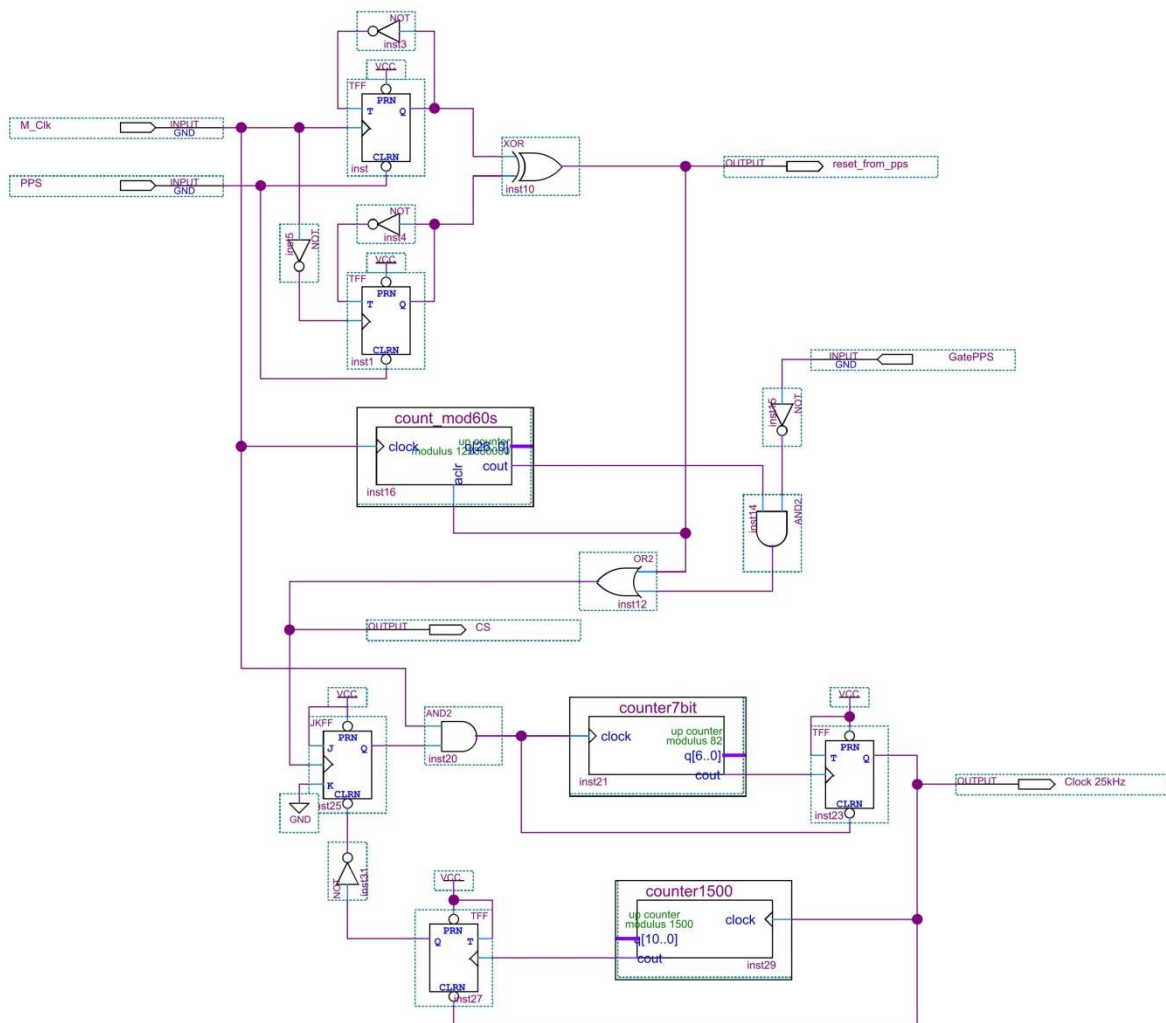 NOT
inst3
VCC
TFF
PRN
T
Q
CLRN
inst
M_Clk
INPUT
GND
PPS
INPUT
GND
XOR
inst10
OUTPUT
reset_from_pps
NOT
inst4
inst5
NOT
VCC
TFF
PRN
T
Q
CLRN
inst1
INPUT
GND
GatePPS
inst15
NOT
count_mod60s
clock
up counter
cout
aclr
inst16
inst14
AND2
OR2
inst12
OUTPUT
CS
VCC
JKFF
PRN
J
Q
K
CLRN
GND
AND2
inst20
counter7bit
clock
up counter
modulus 82
q[6..0]
cout
inst21
VCC
TFF
PRN
T
Q
CLRN
inst23
OUTPUT
Clock 25kHz
NOT
inst31
VCC
TFF
PRN
Q
T
CLRN
inst27
counter1500
up counter
modulus 1500
clock
q[10..0]
cout
inst29